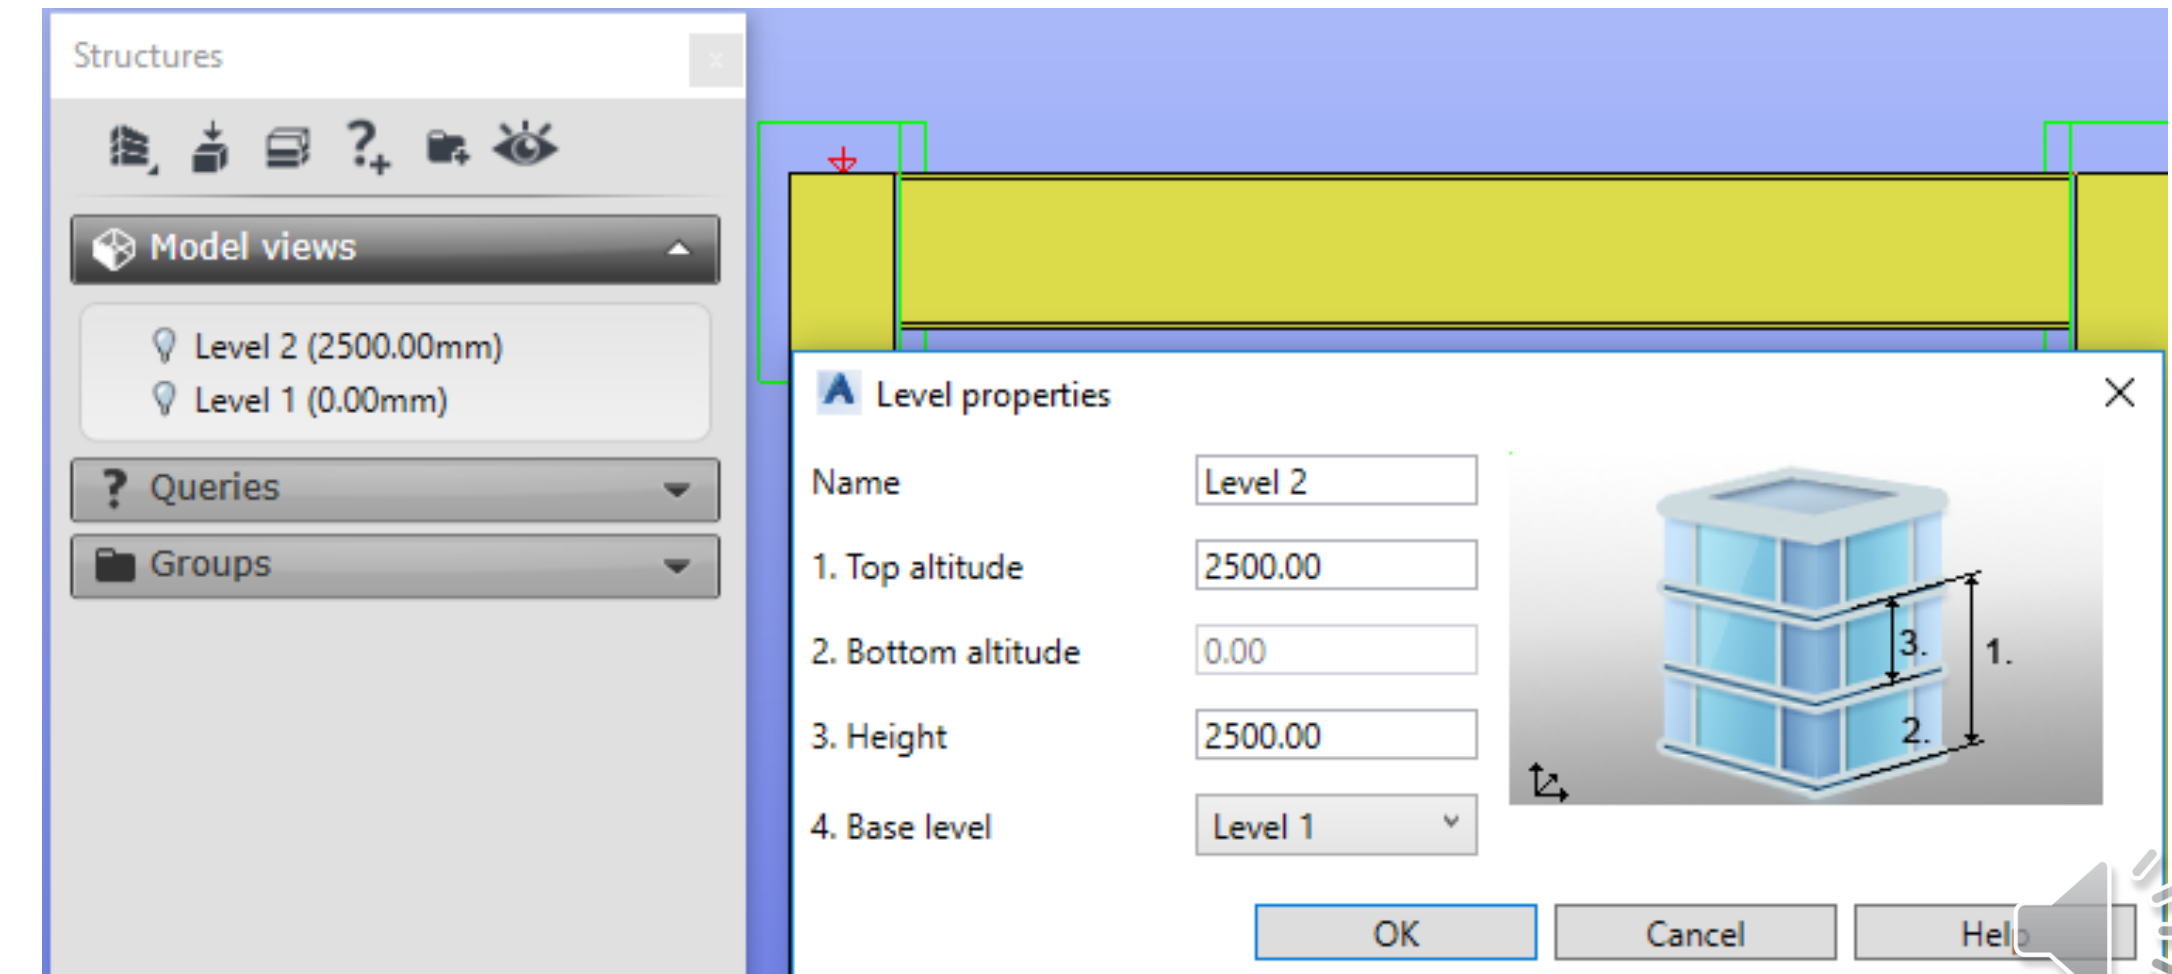 Structures
Model views
Level 2 (2500.00mm)
Level 1 (0.00mm)
? Queries
Groups
Level properties
Name
Level 2
1. Top altitude
2500.00
2. Bottom altitude
0.00
3. Height
2500.00
4. Base level
Level 1
3.
1.
2.
OK
Cancel
Help